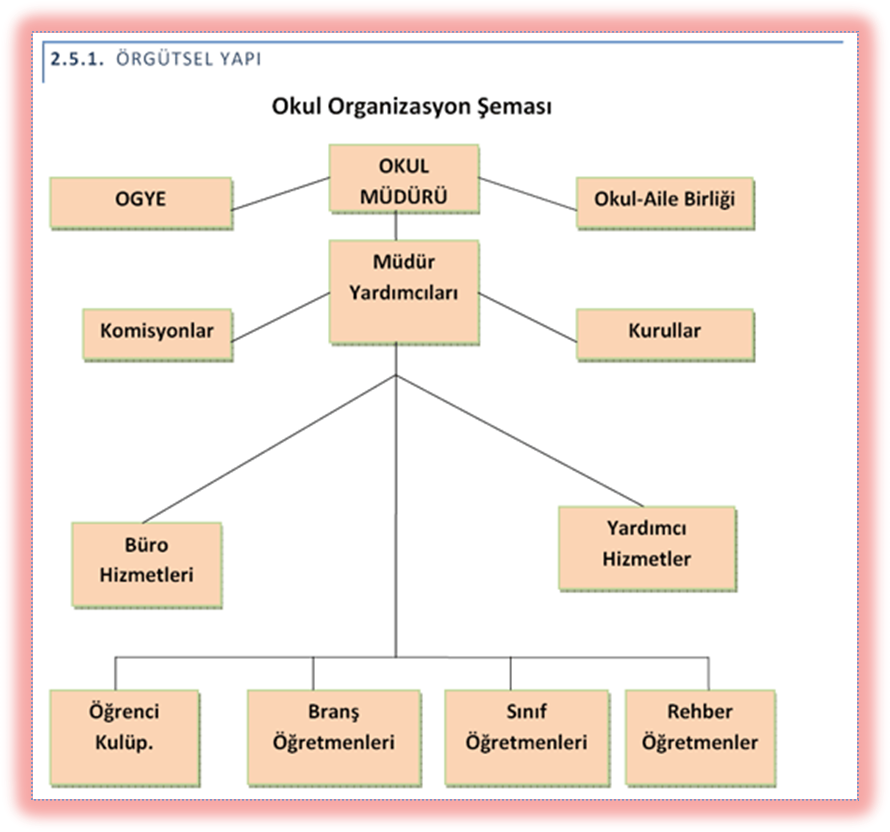 2.5.1. ÖRGÜTSEL YAPI
Okul Organizasyon Şeması
OKUL
MÜDÜRÜ
OGYE
Okul-Aile Birliği
Müdür
Yardımcıları
Komisyonlar
Kurullar
Büro
Hizmetleri
Yardımcı
Hizmetler
Öğrenci
Kulüp.
Branş
Öğretmenleri
Sınıf
Öğretmenleri
Rehber
Öğretmenler